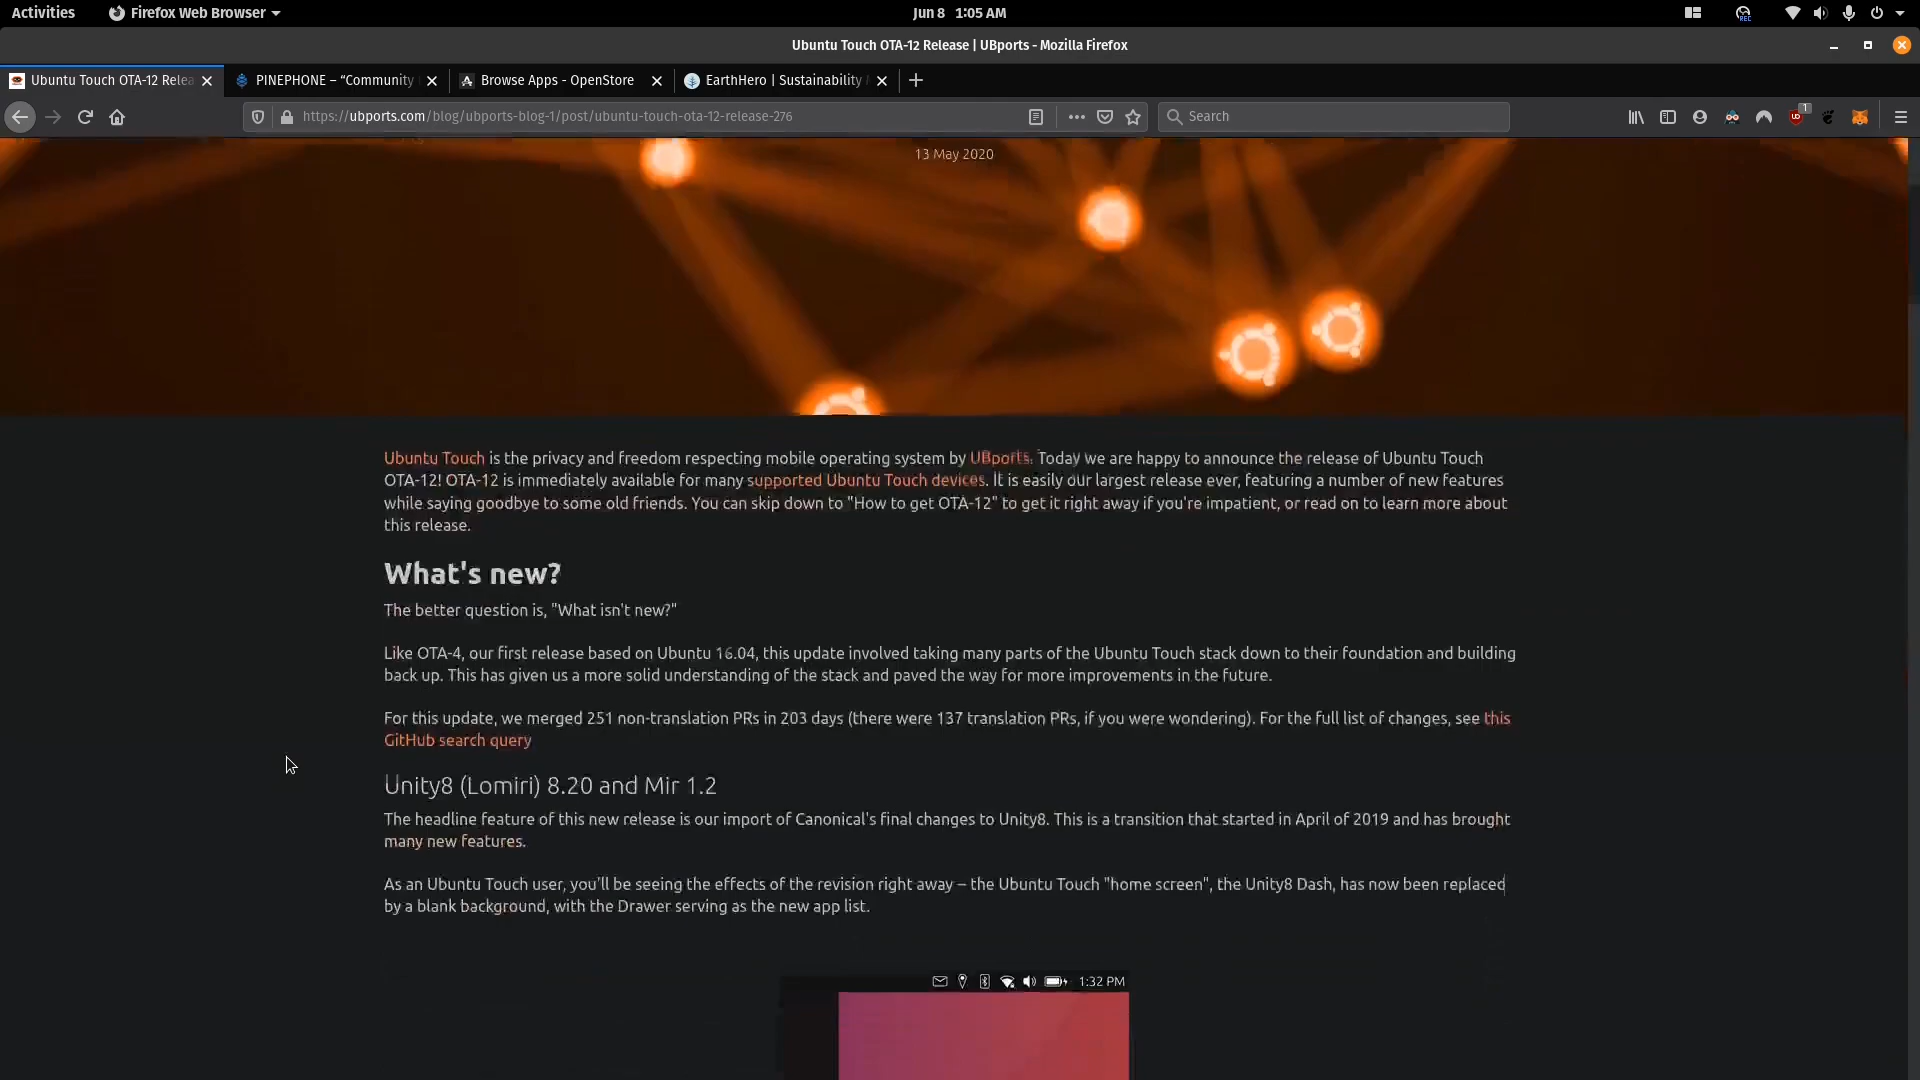 Activities Firefox Web Browser Jun 8 1:05 AM
REC
Ubuntu Touch OTA-12 Release | UBports - Mozilla Firefox
Ubuntu Touch OTA-12 Relea PINEPHONE – “Community Browse Apps - OpenStore EarthHero | Sustainability
https://ubports.com/blog/ubports-blog-1/post/ubuntu-touch-ota-12-release-276 Search 1
13 May 2020
Ubuntu Touch is the privacy and freedom respecting mobile operating system by UBports. Today we are happy to announce the release of Ubuntu Touch
OTA-12! OTA-12 is immediately available for many supported Ubuntu Touch devices. It is easily our largest release ever, featuring a number of new features
while saying goodbye to some old friends. You can skip down to "How to get OTA-12" to get it right away if you're impatient, or read on to learn more about
this release.
What's new?
The better question is, "What isn't new?"
Like OTA-4, our first release based on Ubuntu 16.04, this update involved taking many parts of the Ubuntu Touch stack down to their foundation and building
back up. This has given us a more solid understanding of the stack and paved the way for more improvements in the future.
For this update, we merged 251 non-translation PRs in 203 days (there were 137 translation PRs, if you were wondering). For the full list of changes, see this
GitHub search query
Unity8 (Lomiri) 8.20 and Mir 1.2
The headline feature of this new release is our import of Canonical's final changes to Unity8. This is a transition that started in April of 2019 and has brought
many new features.
As an Ubuntu Touch user, you'll be seeing the effects of the revision right away – the Ubuntu Touch "home screen", the Unity8 Dash, has now been replaced
by a blank background, with the Drawer serving as the new app list.
1:32 PM